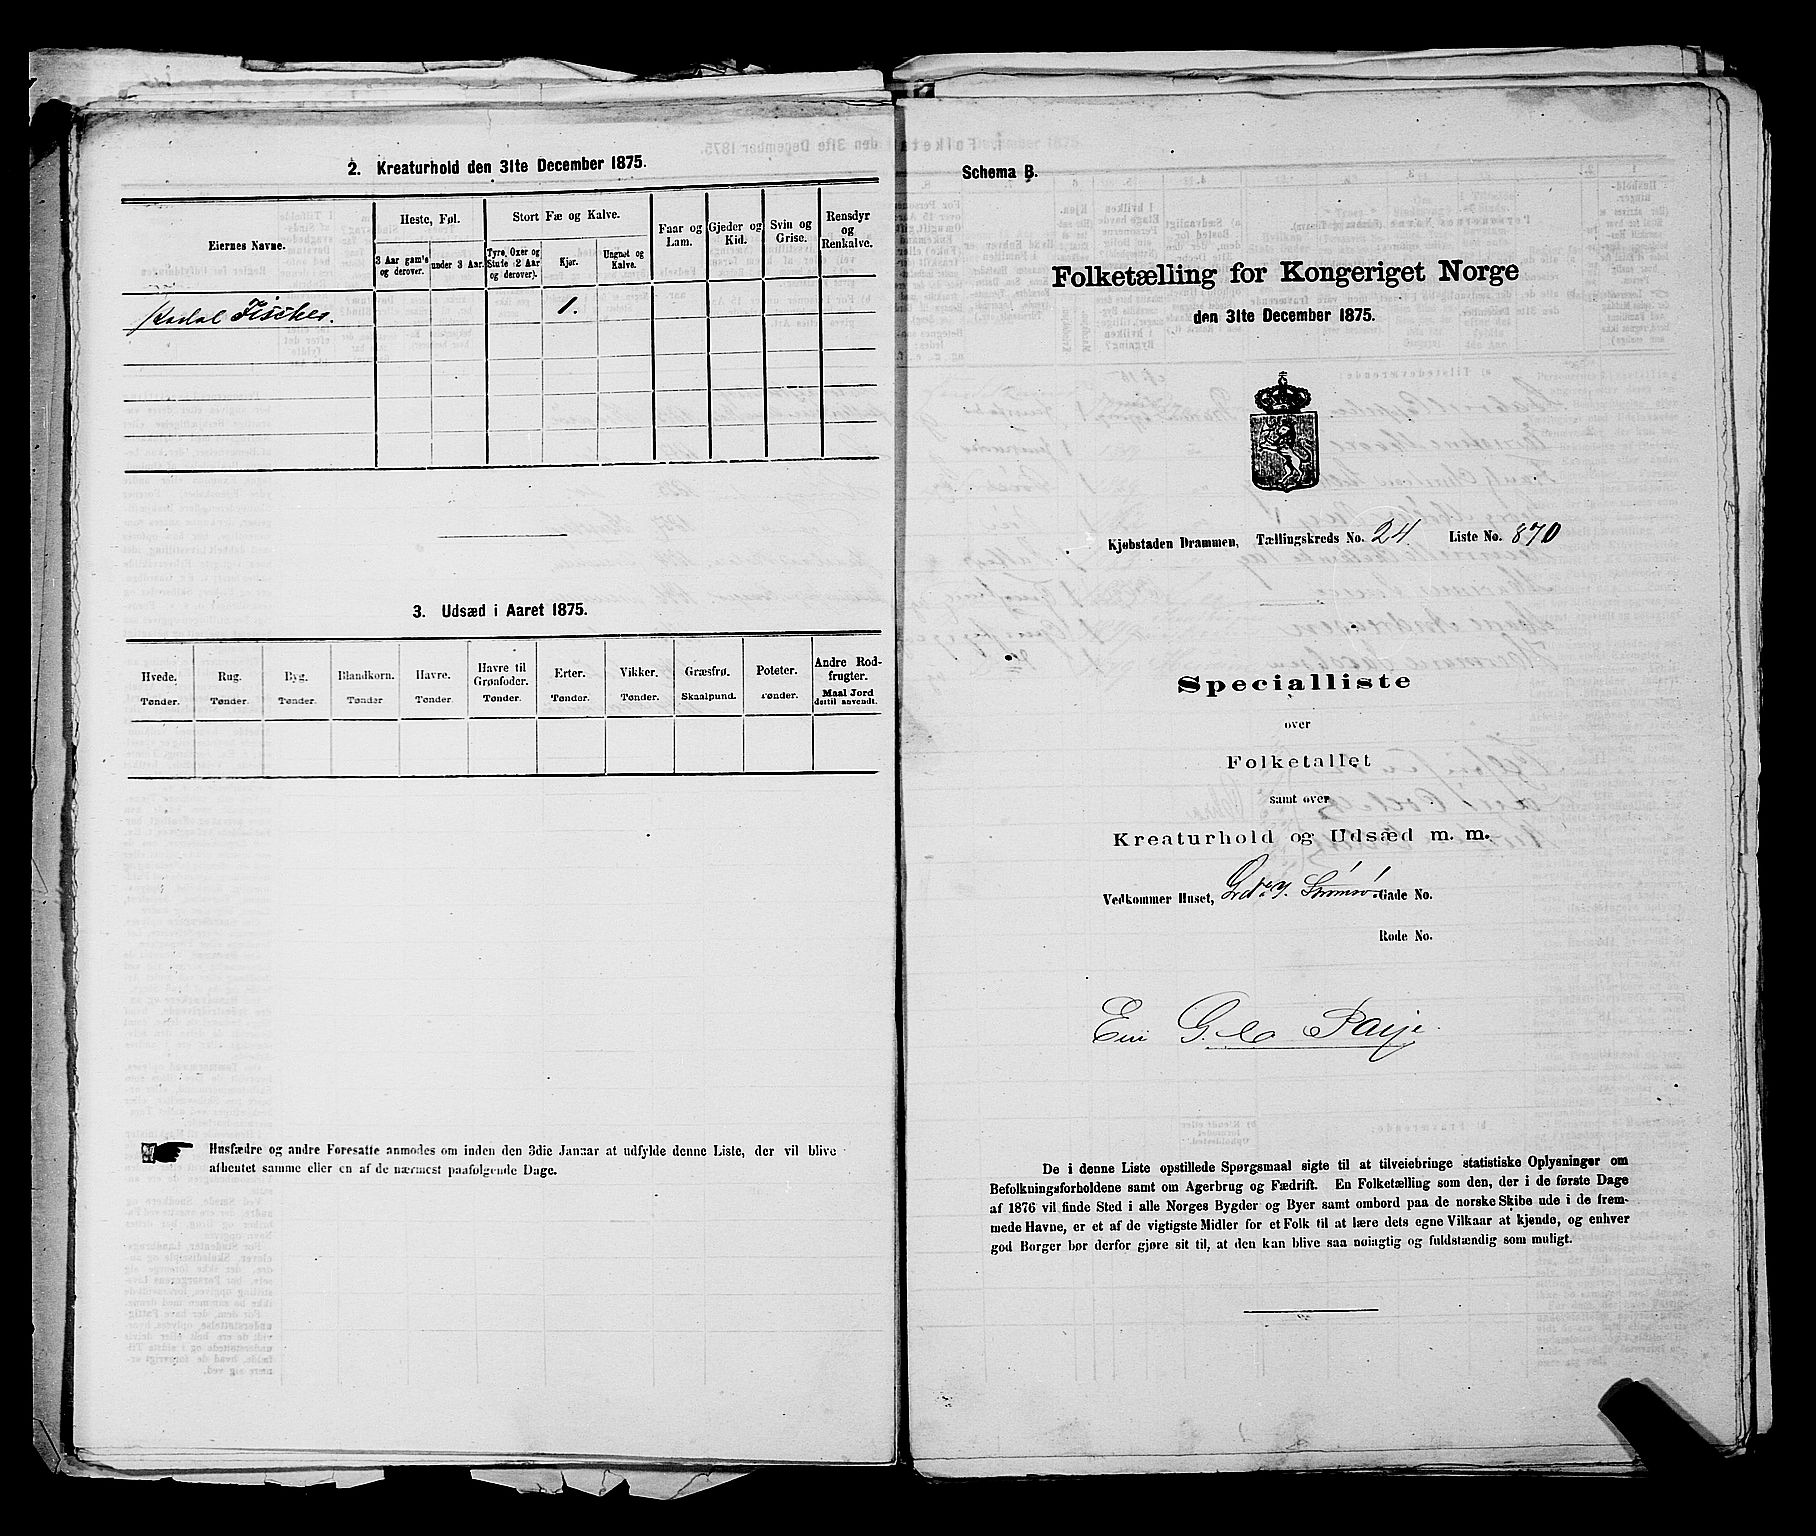 2. Kreaturhold den 31te December 1875.
Eiernes Navne.
Heste, Føl.
Stort Fæ og Kalve.
Faar og Lam.
Gjeder og Kid.
Svin og Grise.
Rensdyr og Renkalve.
3 Aar gaml's og derover.
under 3 Aar.
Tyre, Oxer og Stude (2 Aar og derover).
Kjør.
Ungnøt og Kalve.
Fischer. 1.
3. Udsæd i Aaret 1875.
Hvede. Rug. Byg. Blandkorn. Havre. Havre til Grønfoder. Erter. Vikker. Græsfrø. Poteter. Andre Rodfrugter.
Tønder. Tønder. Tønder. Tønder Tønder. Tønder. Tønder. Tønder. Skaalpund. Tønder. Maal Jord dertil anvendt.
Husfædre og andre Foresatte anmodes om inden den 3die Januar at udfylde denne Liste, der vil blive
afhentet samme eller en af de nærmest paafølgende Dage.
Schema B.
Folketælling for Kongeriget Norge
den 31te December 1875.
Kjøbstaden Drammen, Tællingskreds No. 24 Liste No. 870
Specialliste
over
Folketallet
samt over
Kreaturhold og Udsæd m. m.
Vedkommer Huset, Strømsø Gade No.
Rode No.
De i denne Liste opstillede Spørgsmaal sigte til at tilveiebringe statistiske Oplysninger om
Befolkningsforholdene samt om Agerbrug og Fædrift. En Folketælling som den, der i de første Dage
af 1876 vil finde Sted i alle Norges Bygder og Byer samt ombord paa de norske Skibe ude i de frem-
mede Havne, er et af de vigtigste Midler for et Folk til at lære dets egne Vilkaar at kjende, og enhver
god Borger bør derfor gjøre sit til, at den kan blive saa nøiagtig og fuldstændig som muligt.